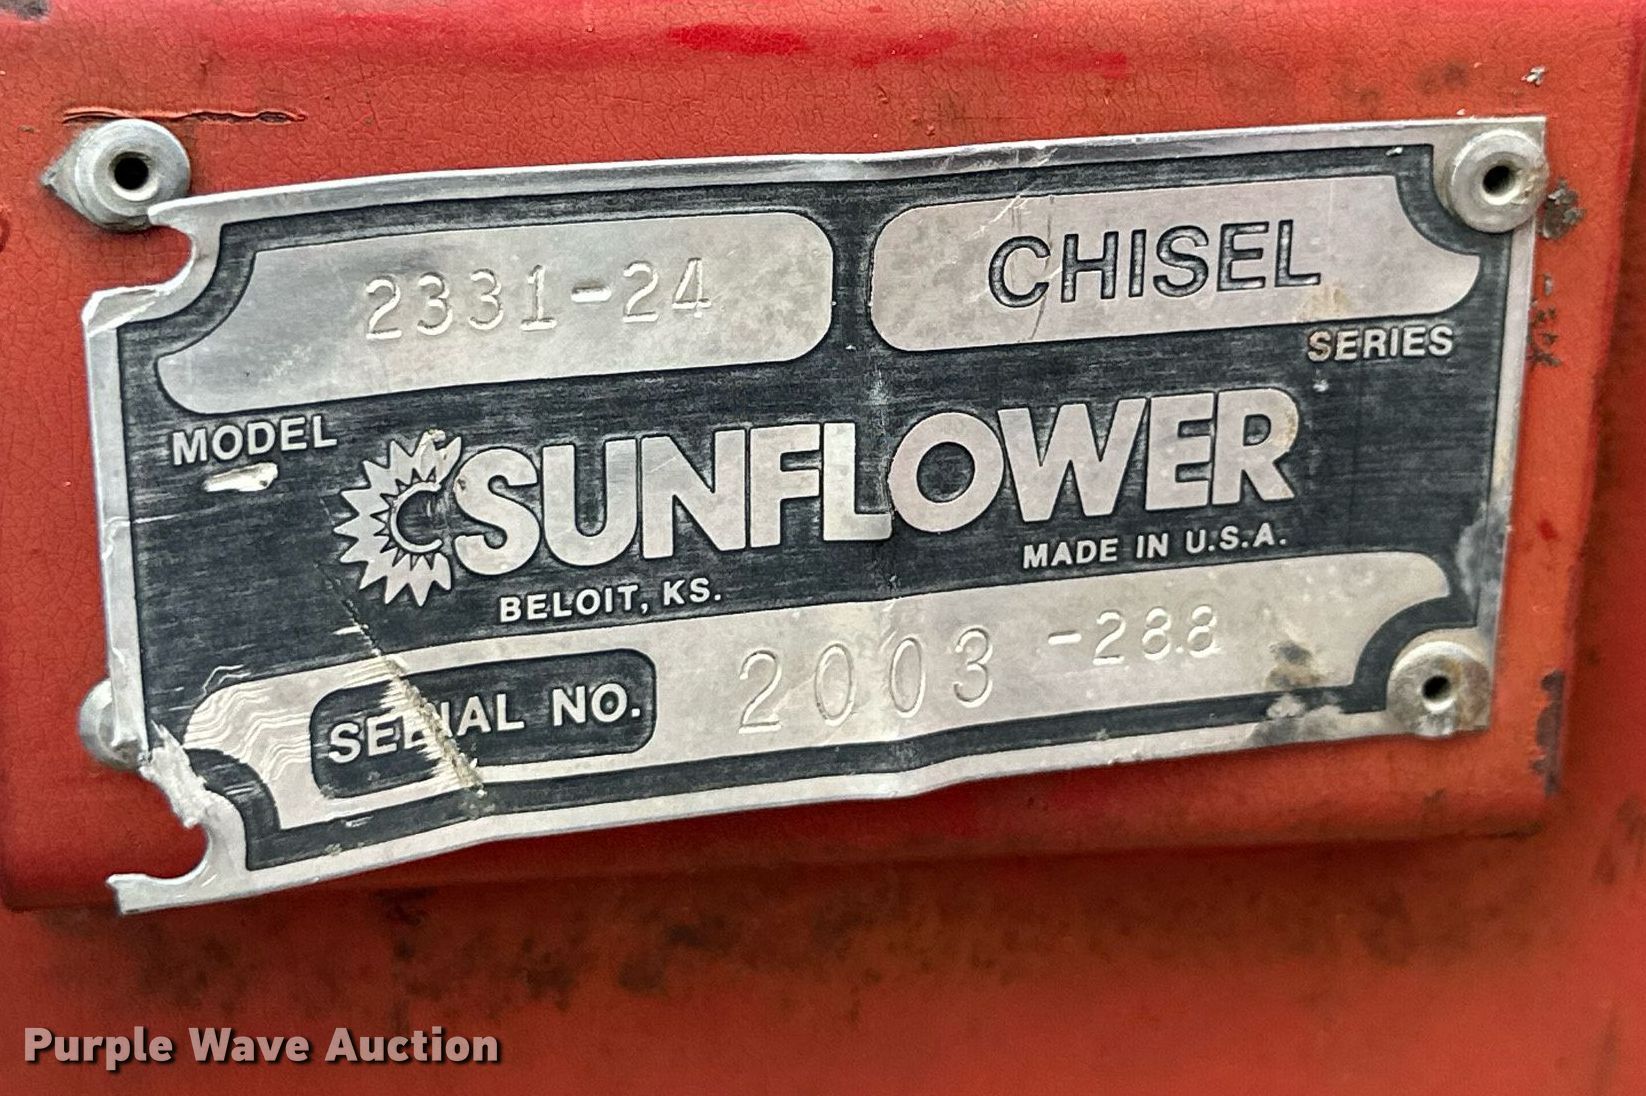 2331-24
CHISEL
SERIES
MODEL
SUNFLOWER
MADE IN U.S.A.
BELOIT, KS.
SERIAL NO. 2003 -288
Purple Wave Auction